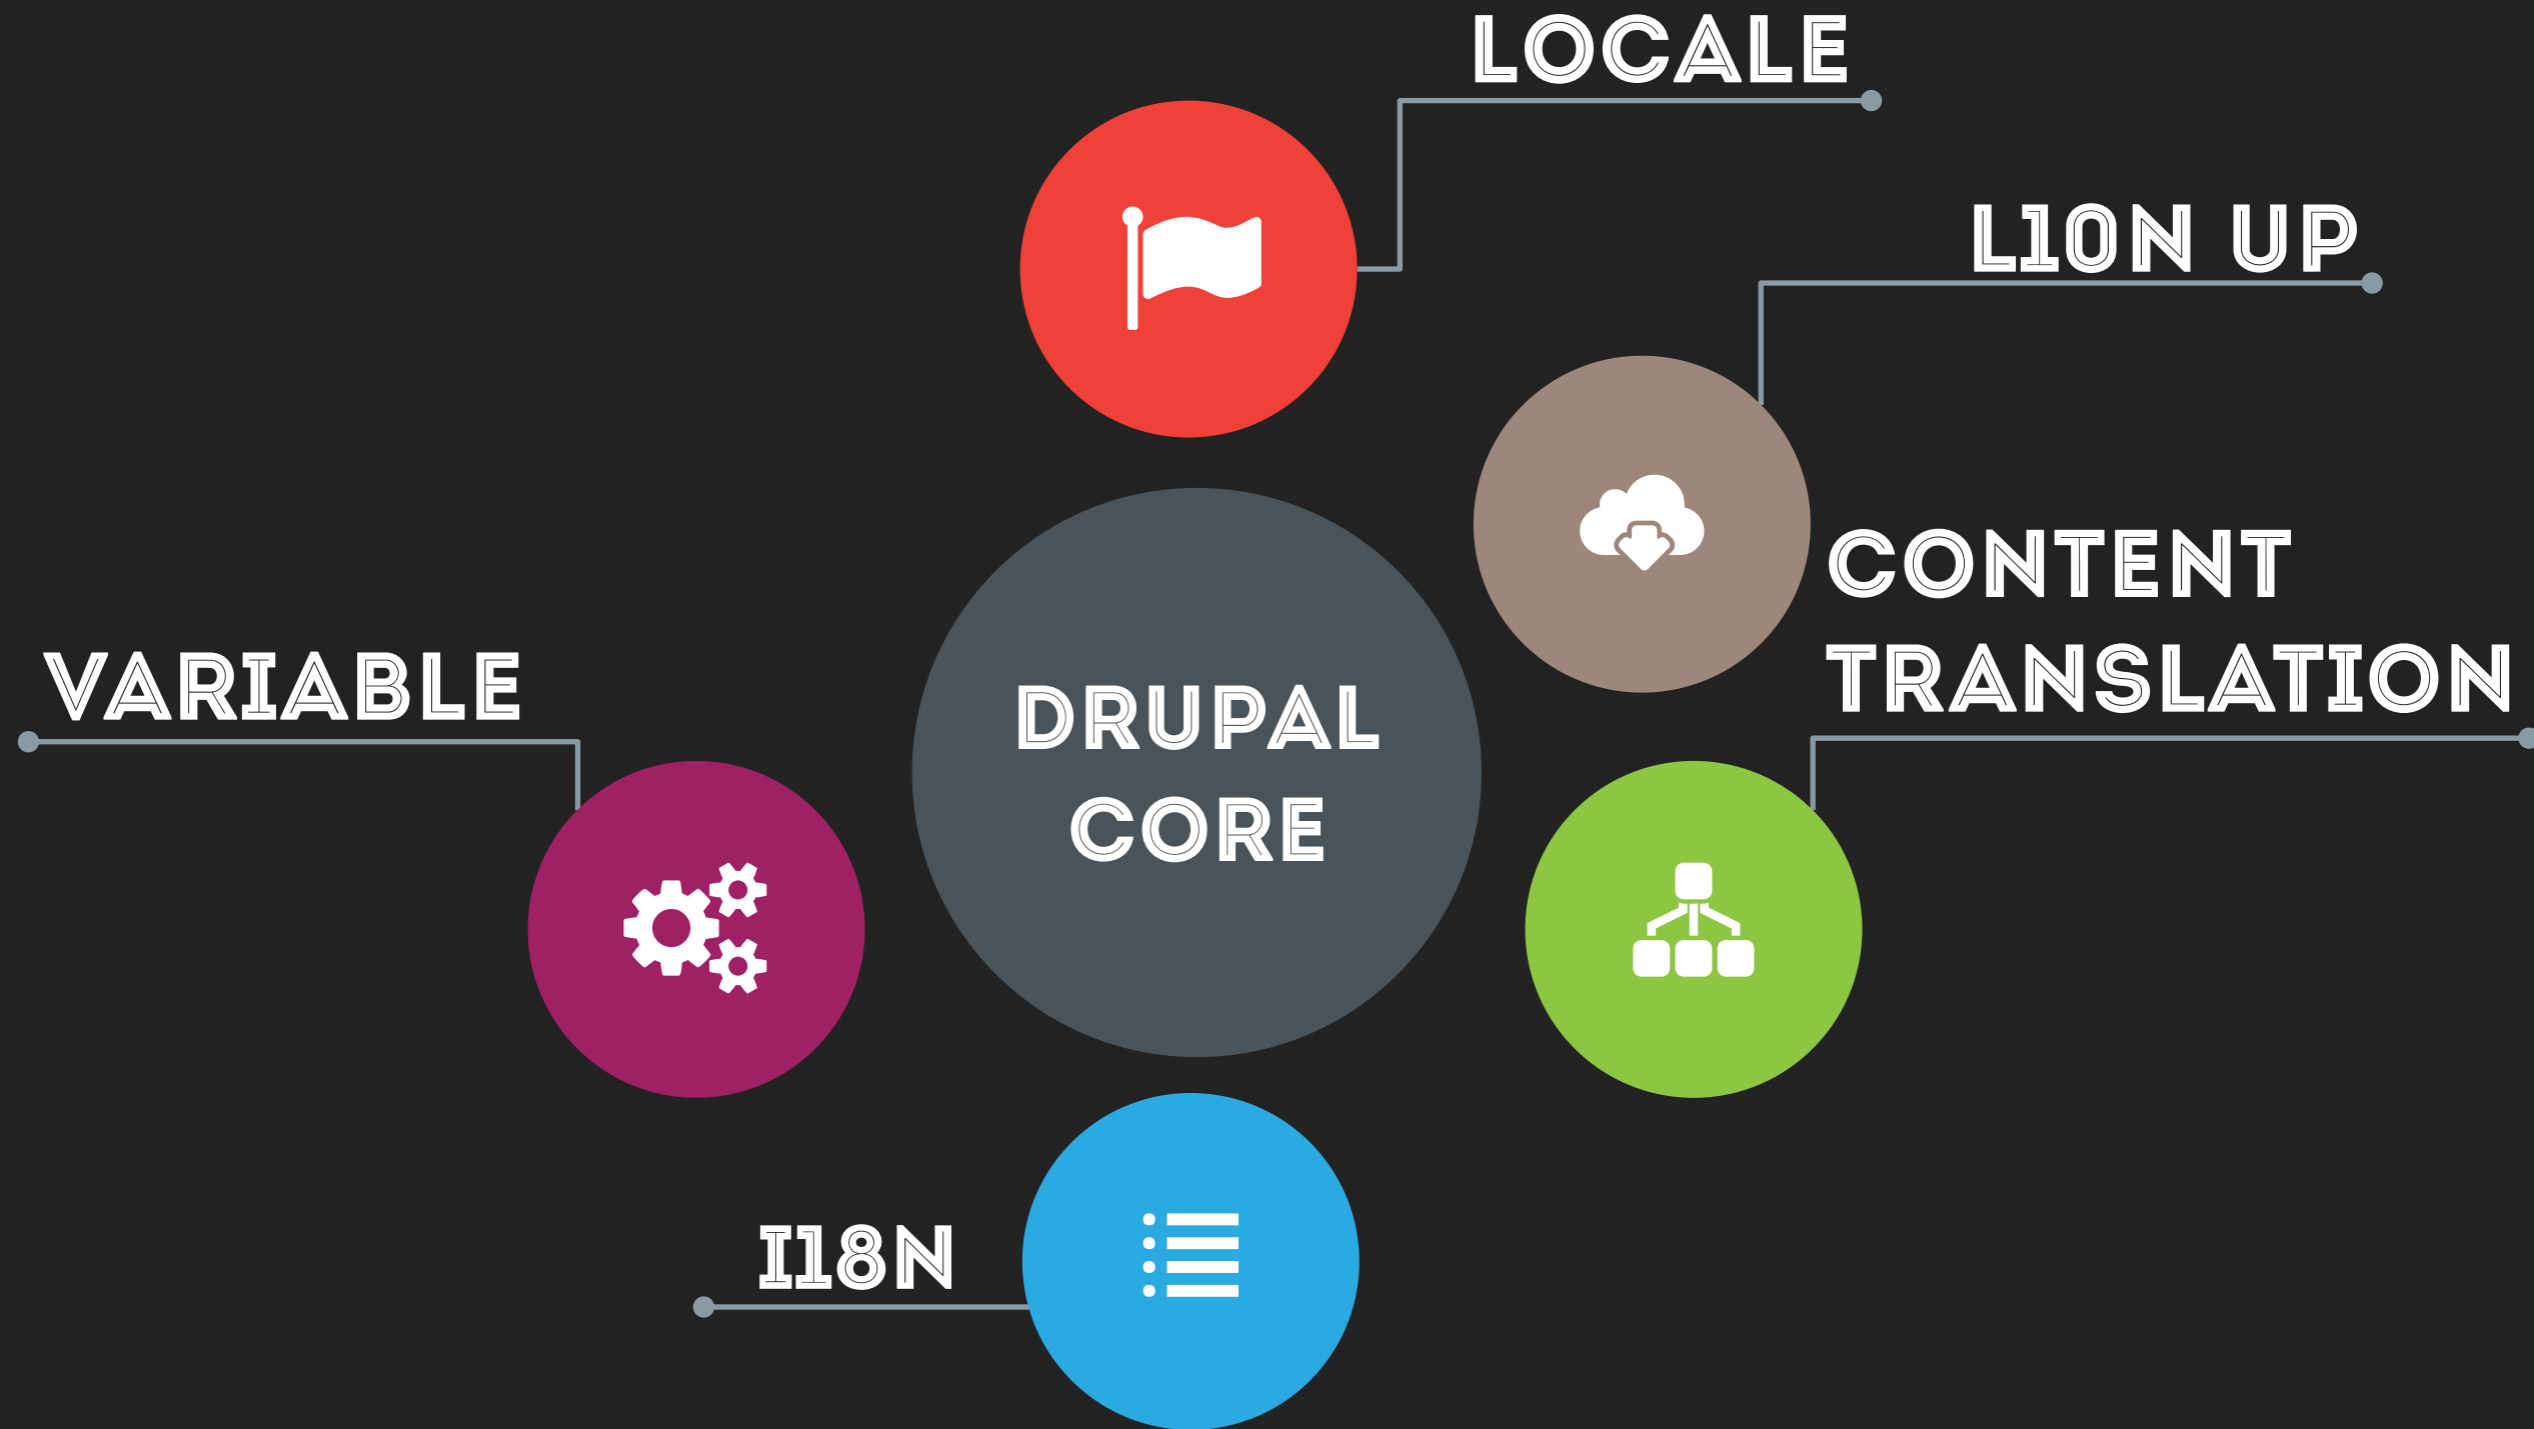 LOCALE
L10N UP
CONTENT
TRANSLATION
VARIABLE
DRUPAL
CORE
I18N